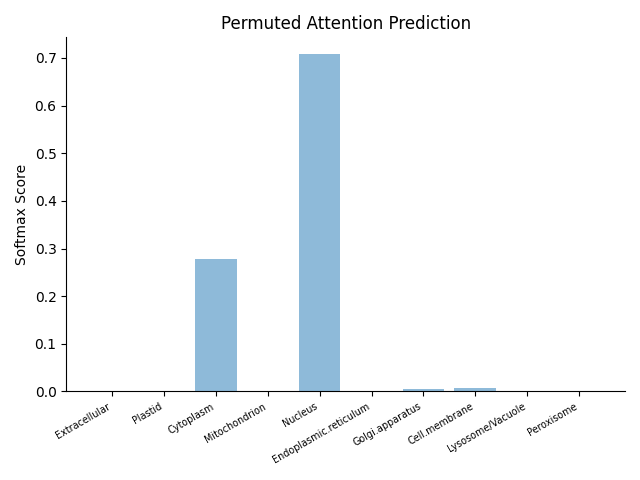 Permuted Attention Prediction
Softmax Score
0.7
0.6
0.5
0.4
0.3
0.2
0.1
0.0
Extracellular
Plastid
Cytoplasm
Mitochondrion
Nucleus
Endoplasmic.reticulum
Golgi.apparatus
Cell.membrane
Lysosome/Vacuole
Peroxisome